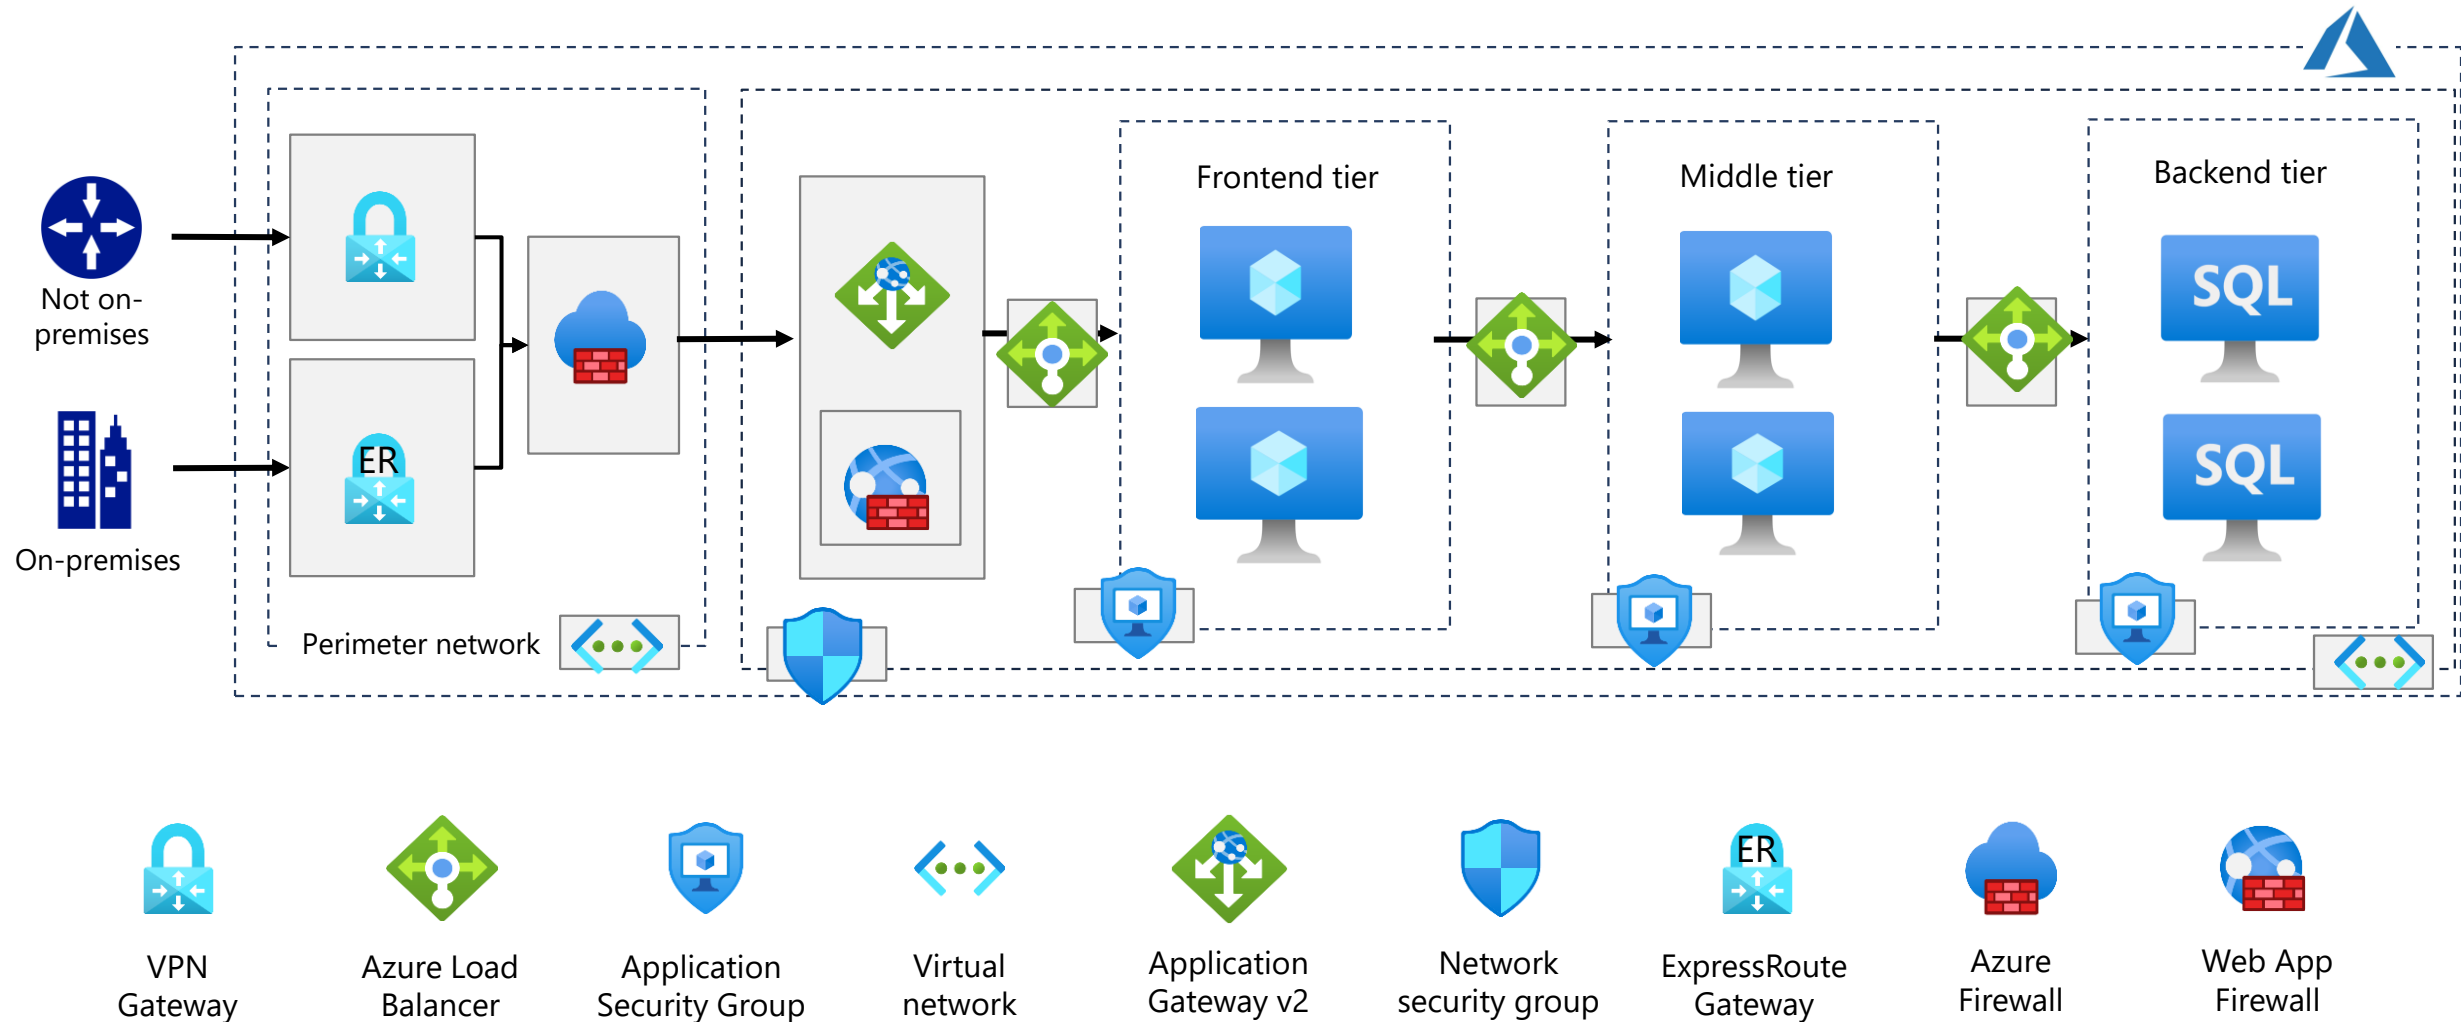 Frontend tier
Middle tier
Backend tier
Not on-
premises
ER
On-premises
SQL
SQL
Perimeter network
ER
VPN
Gateway
Azure Load
Balancer
Application
Security Group
Virtual
network
Application
Gateway v2
Network
security group
ExpressRoute
Gateway
Azure
Firewall
Web App
Firewall